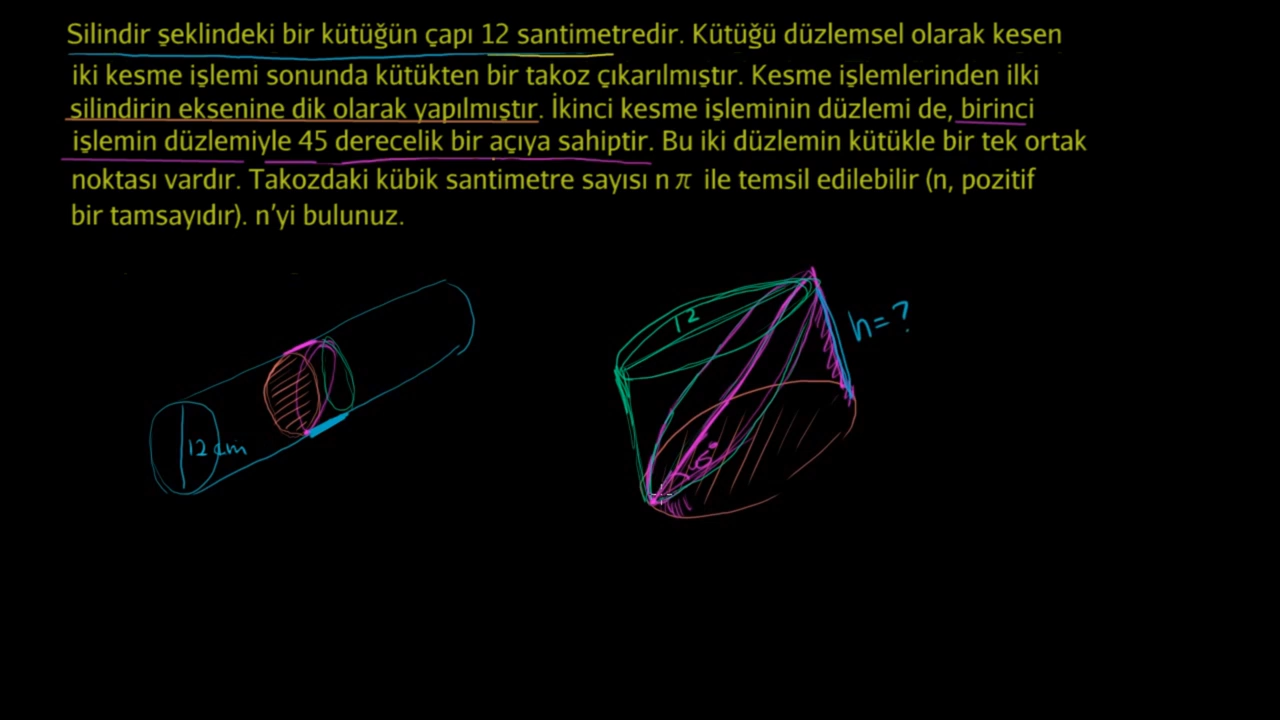 Silindir şeklindeki bir kütüğün çapı 12 santimetredir. Kütüğü düzlemsel olarak kesen
iki kesme işlemi sonunda kütükten bir takoz çıkarılmıştır. Kesme işlemlerinden ilki
silindirin eksenine dik olarak yapılmıştır. İkinci kesme işleminin düzlemi de, birinci
işlemin düzlemiyle 45 derecelik bir açıya sahiptir. Bu iki düzlemin kütükle bir tek ortak
noktası vardır. Takozdaki kübik santimetre sayısı n π ile temsil edilebilir (n, pozitif
bir tamsayıdır). n'yi bulunuz.
12
h=?
12 cm